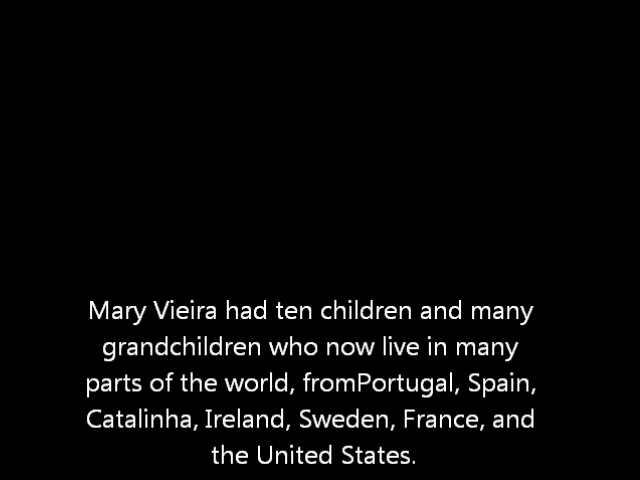 Mary Vieira had ten children and many
grandchildren who now live in many
parts of the world, fromPortugal, Spain,
Catalinha, Ireland, Sweden, France, and
the United States.